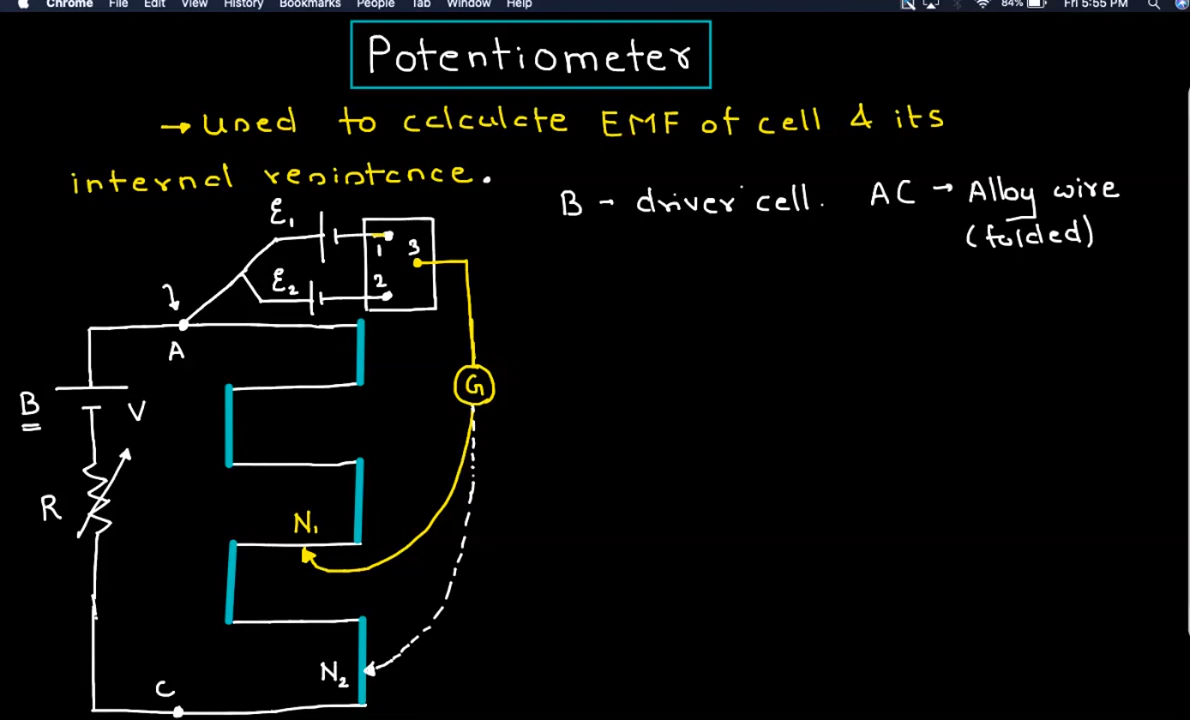 Chrome File Edit View History Bookmarks People Tab Window Help 84% Fri 5:55 PM
Potentiometer
→ used to calculate EMF of cell & its
internal resistance.
B - driver cell. AC → Alloy wire
(folded)
ε₁
1
3
ε₂
2
A
G
B
V
R
N₁
N₂
C